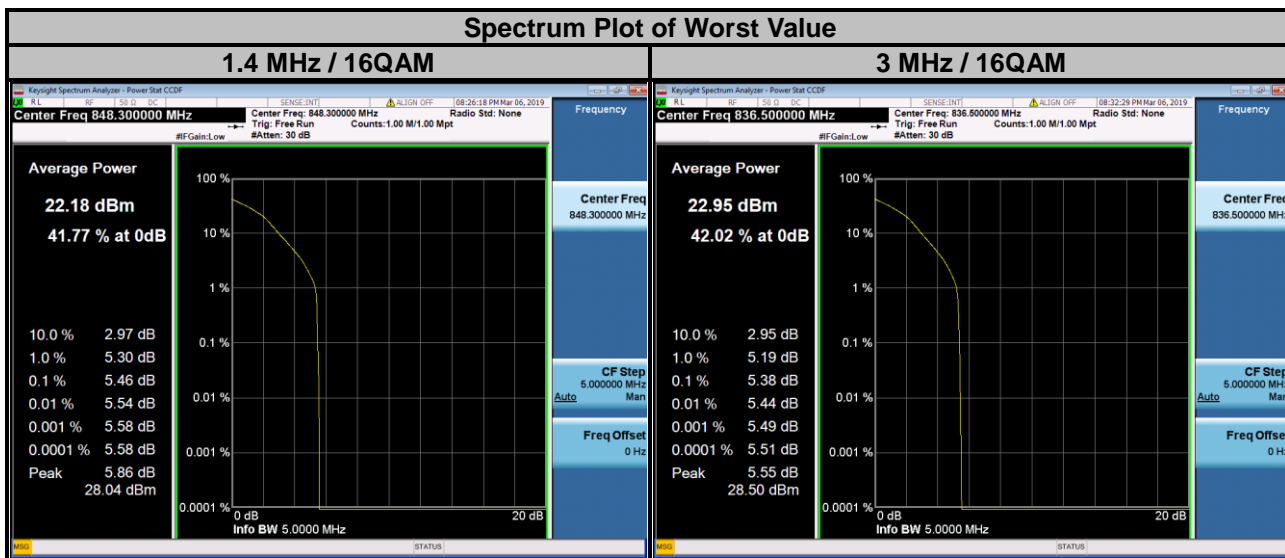 Spectrum Plot of Worst Value
1.4 MHz / 16QAM
Keysight Spectrum Analyzer - Power Stat CCDF
RL RF 50 Ω DC SENSE:INT ALIGN OFF 08:26:18 PM Mar 06, 2019
Center Freq 848.300000 MHz
Center Freq: 848.300000 MHz Radio Std: None
Trig: Free Run Counts:1.00 M/1.00 Mpt
#IFGain:Low #Atten: 30 dB
Average Power
22.18 dBm
41.77 % at 0dB
10.0 % 2.97 dB
1.0 % 5.30 dB
0.1 % 5.46 dB
0.01 % 5.54 dB
0.001 % 5.58 dB
0.0001 % 5.58 dB
Peak 5.86 dB
28.04 dBm
100 %
10 %
1 %
0.1 %
0.01 %
0.001 %
0.0001 %
0 dB 20 dB
Info BW 5.0000 MHz
Frequency
Center Freq
848.300000 MHz
CF Step
5.000000 MHz
Auto Man
Freq Offset
0 Hz
MSG STATUS
3 MHz / 16QAM
Keysight Spectrum Analyzer - Power Stat CCDF
RL RF 50 Ω DC SENSE:INT ALIGN OFF 08:32:29 PM Mar 06, 2019
Center Freq 836.500000 MHz
Center Freq: 836.500000 MHz Radio Std: None
Trig: Free Run Counts:1.00 M/1.00 Mpt
#IFGain:Low #Atten: 30 dB
Average Power
22.95 dBm
42.02 % at 0dB
10.0 % 2.95 dB
1.0 % 5.19 dB
0.1 % 5.38 dB
0.01 % 5.44 dB
0.001 % 5.49 dB
0.0001 % 5.51 dB
Peak 5.55 dB
28.50 dBm
100 %
10 %
1 %
0.1 %
0.01 %
0.001 %
0.0001 %
0 dB 20 dB
Info BW 5.0000 MHz
Frequency
Center Freq
836.500000 MHz
CF Step
5.000000 MHz
Auto Man
Freq Offset
0 Hz
MSG STATUS